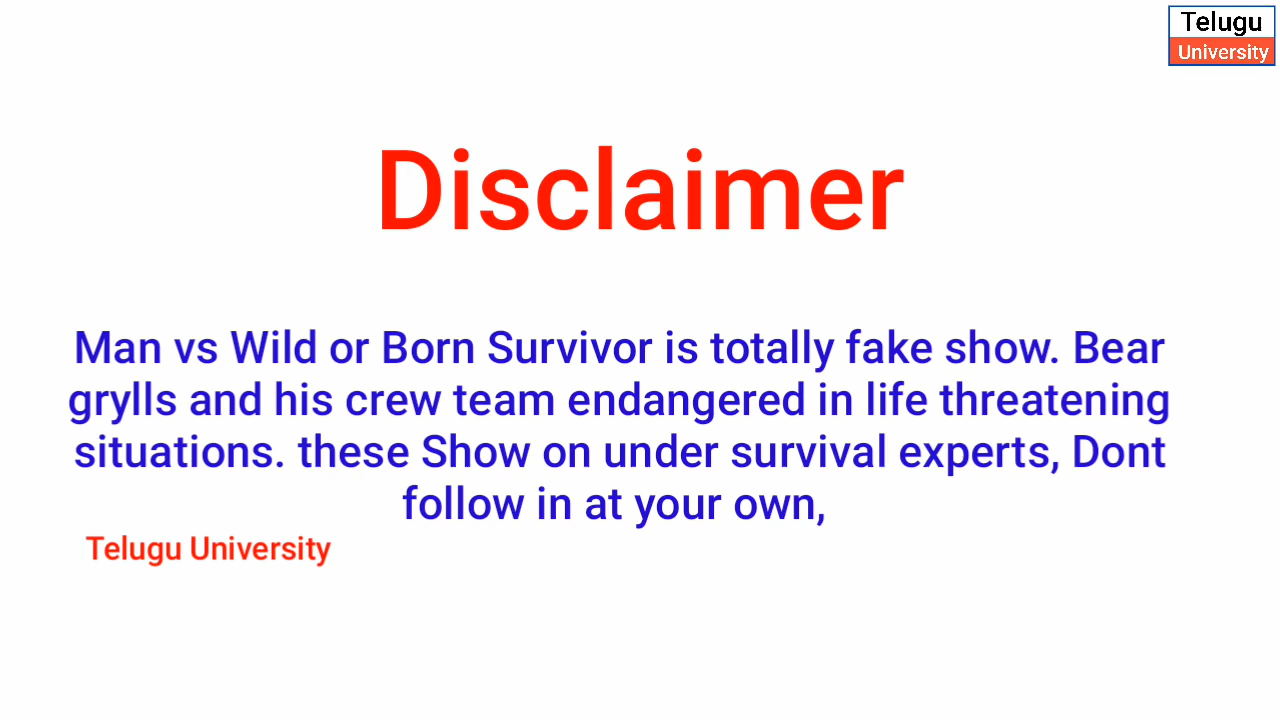 Telugu
University
Disclaimer
Man vs Wild or Born Survivor is totally fake show. Bear
grylls and his crew team endangered in life threatening
situations. these Show on under survival experts, Dont
follow in at your own,
Telugu University